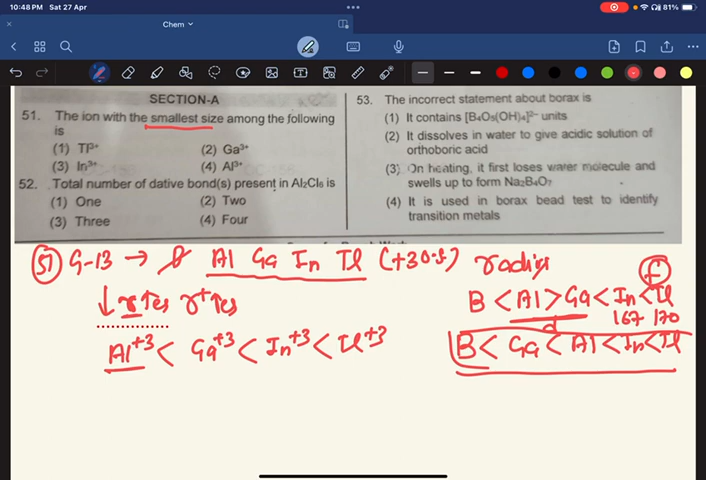 10:48 PM Sat 27 Apr
81%
Chem
SECTION-A
51. The ion with the smallest size among the following is
(1) Tl³⁺ (2) Ga³⁺
(3) In³⁺ (4) Al³⁺
52. Total number of dative bond(s) present in Al₂Cl₆ is
(1) One (2) Two
(3) Three (4) Four
53. The incorrect statement about borax is
(1) It contains [B₄O₅(OH)₄]²⁻ units
(2) It dissolves in water to give acidic solution of
orthoboric acid
(3) On heating, it first loses water molecule and
swells up to form Na₂B₄O₇
(4) It is used in borax bead test to identify
transition metals
51 G-13 → B Al Ga In Tl (+3 O.S) radius
↓ r↑es r⁺↑es
Al⁺³ < Ga⁺³ < In⁺³ < Tl⁺³
f
B < Al > Ga < In < Tl
d 167 170
B < Ga < Al < In < Tl